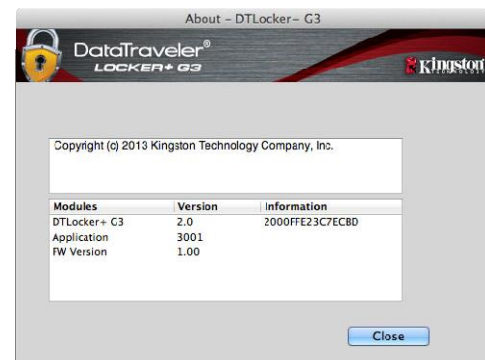 About – DTLocker– G3
DataTraveler®
LOCKER+ G3
Kingston
TECHNOLOGY
Copyright (c) 2013 Kingston Technology Company, Inc.
Modules Version Information
DTLocker+ G3 2.0 2000FFE23C7ECBD
Application 3001
FW Version 1.00
Close